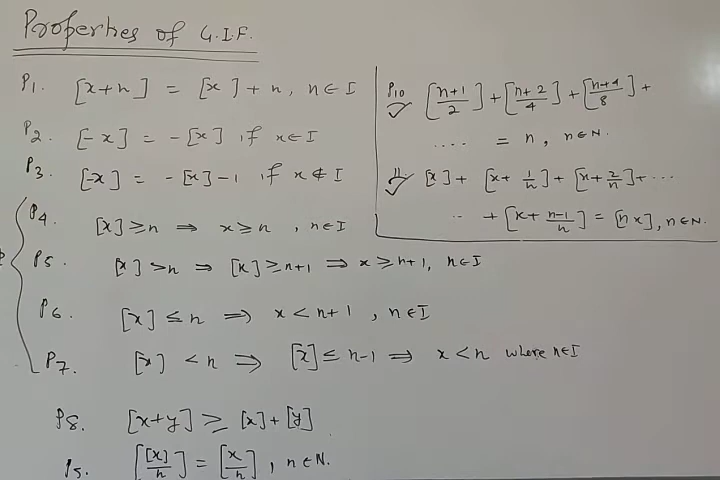 Properties of G.I.F.
P1. [x+n] = [x] + n, n ∈ I
P2. [-x] = -[x] if x ∈ I
P3. [-x] = -[x]-1 if x ∉ I
P4. [x] ≥ n ⇒ x ≥ n , n ∈ I
P5. [x] > n ⇒ [x] ≥ n+1 ⇒ x ≥ n+1, n ∈ I
P6. [x] ≤ n ⇒ x < n+1 , n ∈ I
P7. [x] < n ⇒ [x] ≤ n-1 ⇒ x < n where n ∈ I
P8. [x+y] ≥ [x] + [y]
[[x]/n] = [x/n] , n ∈ N.
P10 [n+1/2] + [n+2/4] + [n+4/8] +
.... = n , n ∈ N.
11 [x] + [x + 1/n] + [x + 2/n] + ...
.. + [x + n-1/n] = [nx], n ∈ N.